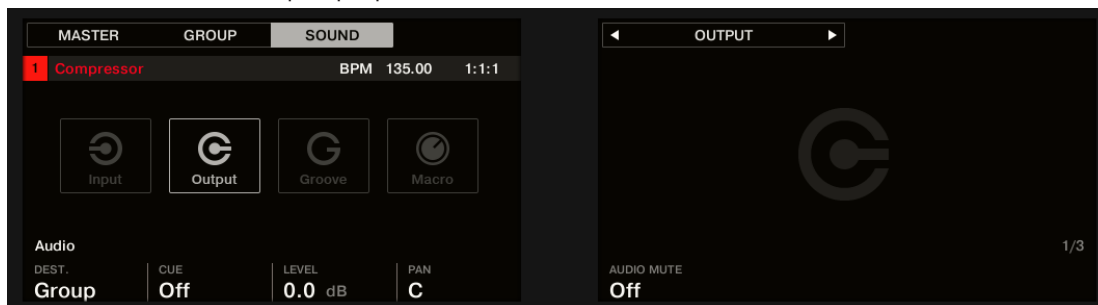 MASTER GROUP SOUND
1 Compressor BPM 135.00 1:1:1
Input Output Groove Macro
Audio
DEST. CUE LEVEL PAN
Group Off 0.0 dB C
OUTPUT
1/3
AUDIO MUTE
Off